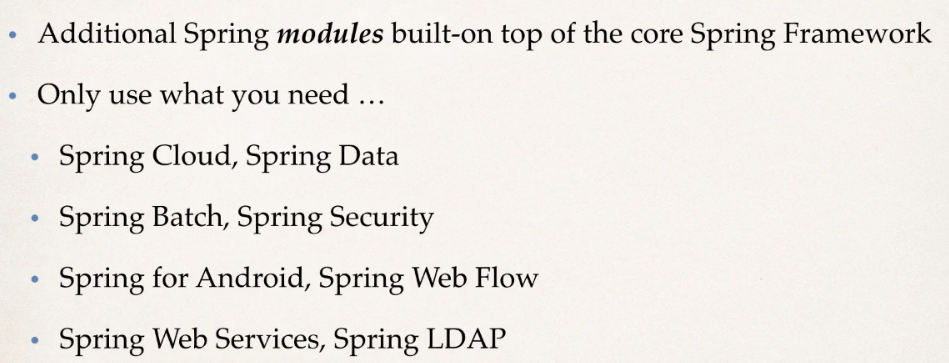 • Additional Spring modules built-on top of the core Spring Framework
• Only use what you need …
• Spring Cloud, Spring Data
• Spring Batch, Spring Security
• Spring for Android, Spring Web Flow
• Spring Web Services, Spring LDAP